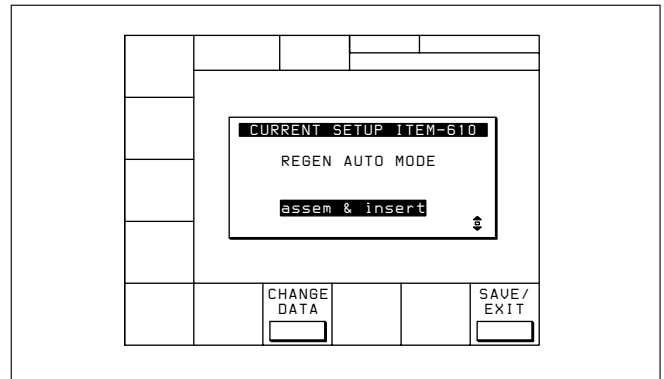 CURRENT SETUP ITEM-610
REGEN AUTO MODE
assem & insert
CHANGE DATA
SAVE/ EXIT